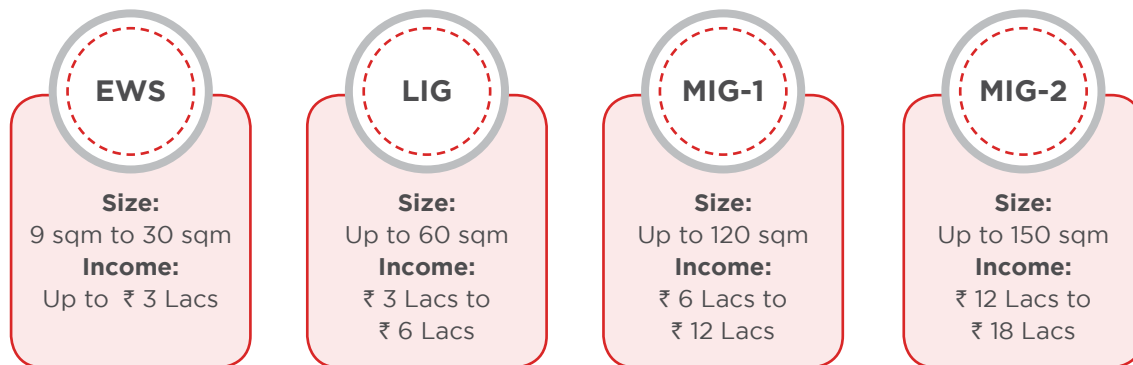 EWS
Size:
9 sqm to 30 sqm
Income:
Up to ₹ 3 Lacs
LIG
Size:
Up to 60 sqm
Income:
₹ 3 Lacs to
₹ 6 Lacs
MIG-1
Size:
Up to 120 sqm
Income:
₹ 6 Lacs to
₹ 12 Lacs
MIG-2
Size:
Up to 150 sqm
Income:
₹ 12 Lacs to
₹ 18 Lacs